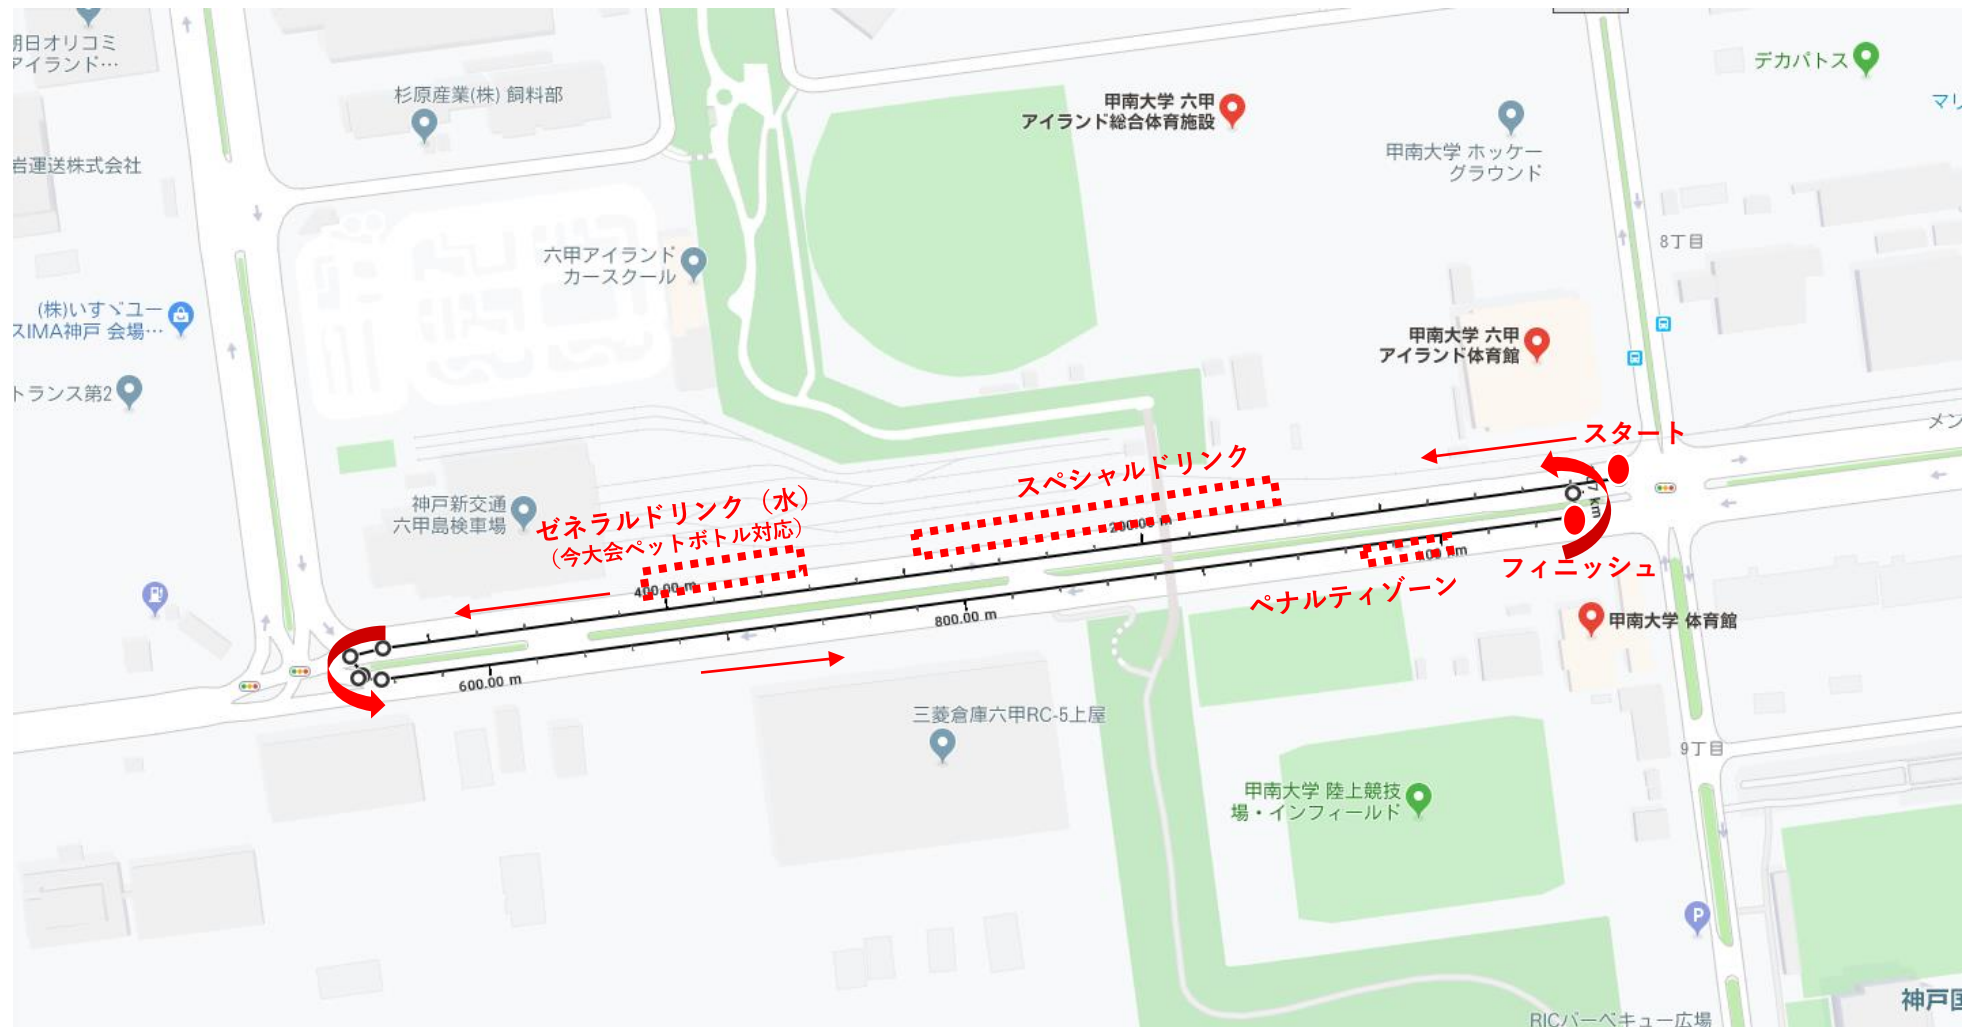 朝日オリコミ
アイランド…
杉原産業(株) 飼料部
甲南大学 六甲
アイランド総合体育施設
デカパトス
マリ
岩運送株式会社
甲南大学 ホッケー
グラウンド
8丁目
六甲アイランド
カースクール
(株)いすゞユー
スIMA神戸 会場…
甲南大学 六甲
アイランド体育館
トランス第2
メン
スタート
スペシャルドリンク
ゼネラルドリンク（水）
（今大会ペットボトル対応）
神戸新交通
六甲島検車場
200.00 m
400.00 m
フィニッシュ
ペナルティゾーン
800.00 m
600.00 m
甲南大学 体育館
三菱倉庫六甲RC-5上屋
9丁目
甲南大学 陸上競技
場・インフィールド
P
神戸国
RICバーベキュー広場